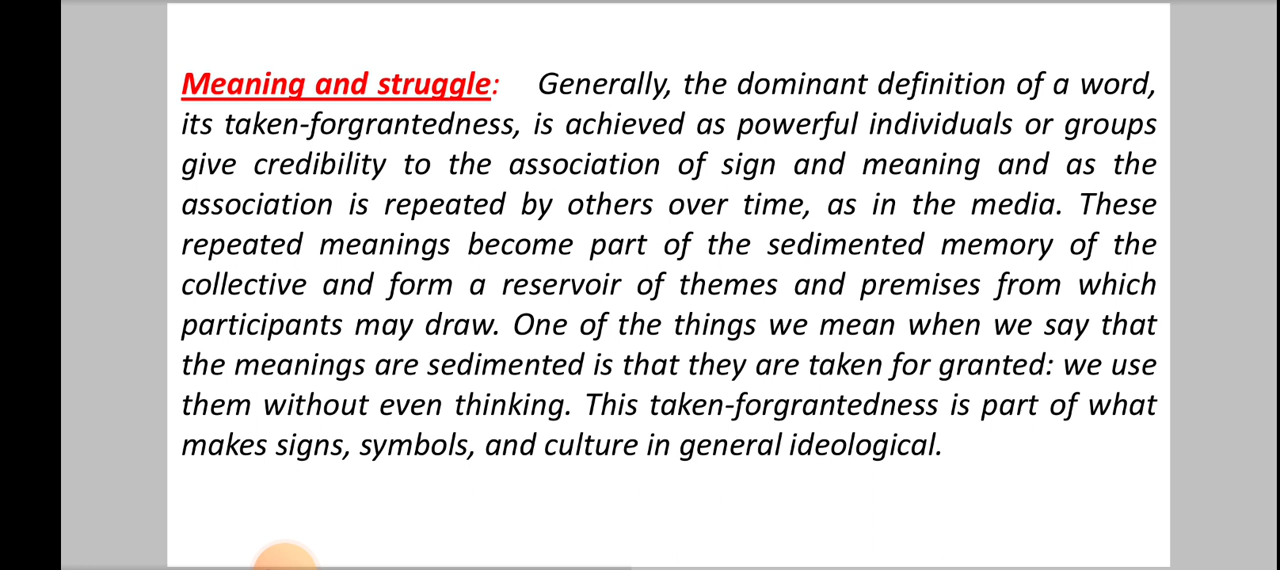 Meaning and struggle: Generally, the dominant definition of a word,
its taken-forgrantedness, is achieved as powerful individuals or groups
give credibility to the association of sign and meaning and as the
association is repeated by others over time, as in the media. These
repeated meanings become part of the sedimented memory of the
collective and form a reservoir of themes and premises from which
participants may draw. One of the things we mean when we say that
the meanings are sedimented is that they are taken for granted: we use
them without even thinking. This taken-forgrantedness is part of what
makes signs, symbols, and culture in general ideological.